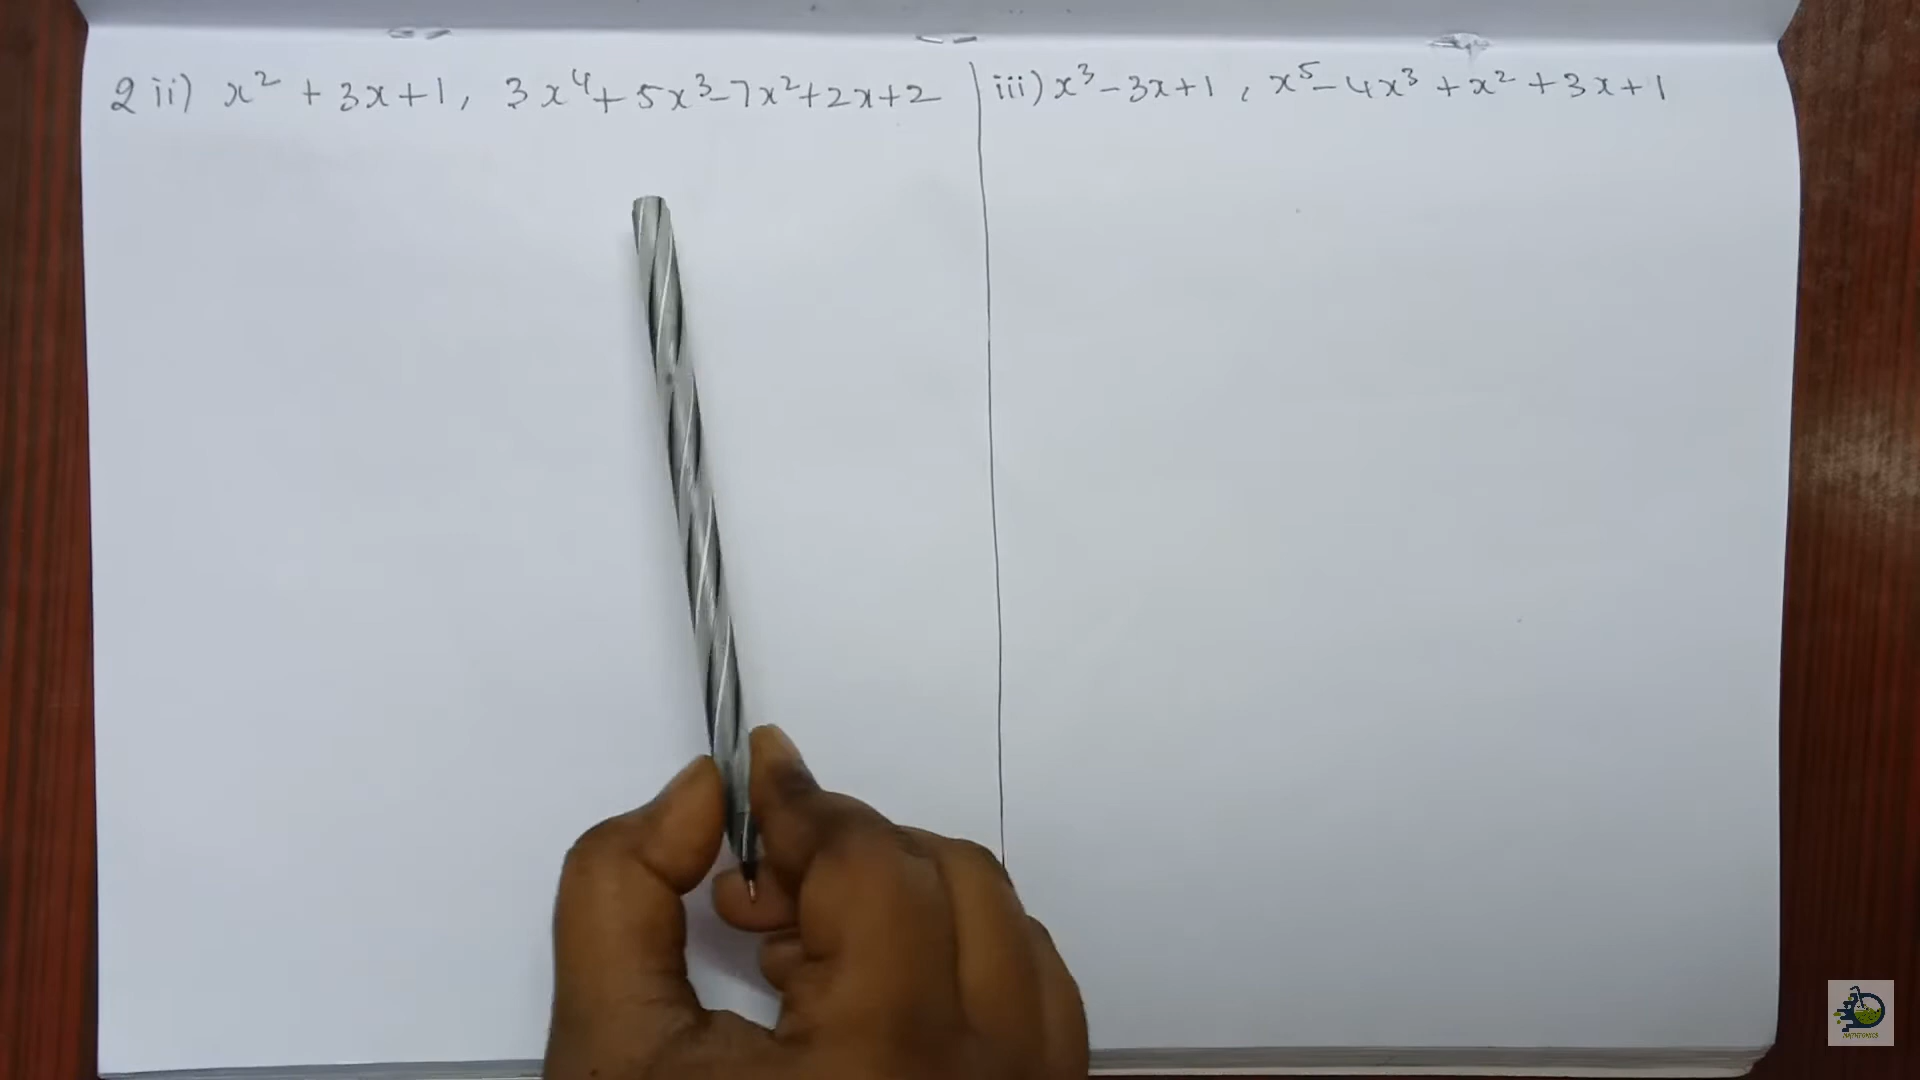 2 ii) x² + 3x + 1, 3x⁴ + 5x³ - 7x² + 2x + 2
iii) x³ - 3x + 1, x⁵ - 4x³ + x² + 3x + 1